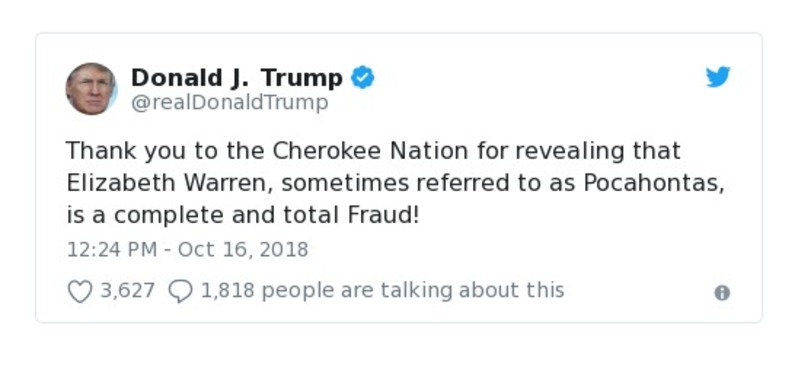 Donald J. Trump
@realDonaldTrump
Thank you to the Cherokee Nation for revealing that
Elizabeth Warren, sometimes referred to as Pocahontas,
is a complete and total Fraud!
12:24 PM - Oct 16, 2018
3,627 1,818 people are talking about this